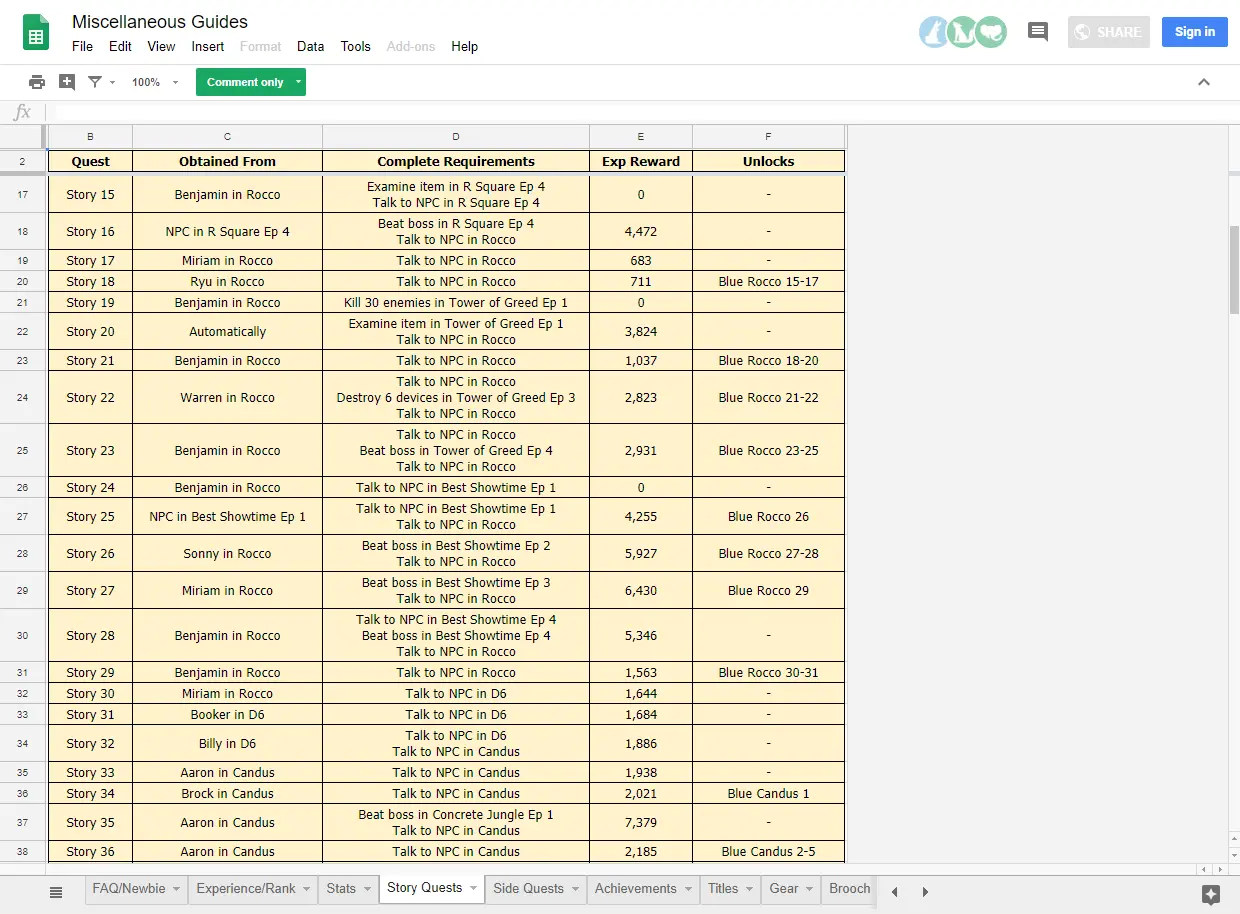 Miscellaneous Guides
File Edit View Insert Format Data Tools Add-ons Help
SHARE
Sign in
100%
Comment only
fx
B C D E F
2 Quest Obtained From Complete Requirements Exp Reward Unlocks
17 Story 15 Benjamin in Rocco Examine item in R Square Ep 4 0 -
Talk to NPC in R Square Ep 4
18 Story 16 NPC in R Square Ep 4 Beat boss in R Square Ep 4 4,472 -
Talk to NPC in Rocco
19 Story 17 Miriam in Rocco Talk to NPC in Rocco 683 -
20 Story 18 Ryu in Rocco Talk to NPC in Rocco 711 Blue Rocco 15-17
21 Story 19 Benjamin in Rocco Kill 30 enemies in Tower of Greed Ep 1 0 -
22 Story 20 Automatically Examine item in Tower of Greed Ep 1 3,824 -
Talk to NPC in Rocco
23 Story 21 Benjamin in Rocco Talk to NPC in Rocco 1,037 Blue Rocco 18-20
24 Story 22 Warren in Rocco Talk to NPC in Rocco 2,823 Blue Rocco 21-22
Destroy 6 devices in Tower of Greed Ep 3
Talk to NPC in Rocco
25 Story 23 Benjamin in Rocco Talk to NPC in Rocco 2,931 Blue Rocco 23-25
Beat boss in Tower of Greed Ep 4
Talk to NPC in Rocco
26 Story 24 Benjamin in Rocco Talk to NPC in Best Showtime Ep 1 0 -
27 Story 25 NPC in Best Showtime Ep 1 Talk to NPC in Best Showtime Ep 1 4,255 Blue Rocco 26
Talk to NPC in Rocco
28 Story 26 Sonny in Rocco Beat boss in Best Showtime Ep 2 5,927 Blue Rocco 27-28
Talk to NPC in Rocco
29 Story 27 Miriam in Rocco Beat boss in Best Showtime Ep 3 6,430 Blue Rocco 29
Talk to NPC in Rocco
30 Story 28 Benjamin in Rocco Talk to NPC in Best Showtime Ep 4 5,346 -
Beat boss in Best Showtime Ep 4
Talk to NPC in Rocco
31 Story 29 Benjamin in Rocco Talk to NPC in Rocco 1,563 Blue Rocco 30-31
32 Story 30 Miriam in Rocco Talk to NPC in D6 1,644 -
33 Story 31 Booker in D6 Talk to NPC in D6 1,684 -
34 Story 32 Billy in D6 Talk to NPC in D6 1,886 -
Talk to NPC in Candus
35 Story 33 Aaron in Candus Talk to NPC in Candus 1,938 -
36 Story 34 Brock in Candus Talk to NPC in Candus 2,021 Blue Candus 1
37 Story 35 Aaron in Candus Beat boss in Concrete Jungle Ep 1 7,379 -
Talk to NPC in Candus
38 Story 36 Aaron in Candus Talk to NPC in Candus 2,185 Blue Candus 2-5
FAQ/Newbie Experience/Rank Stats Story Quests Side Quests Achievements Titles Gear Brooch